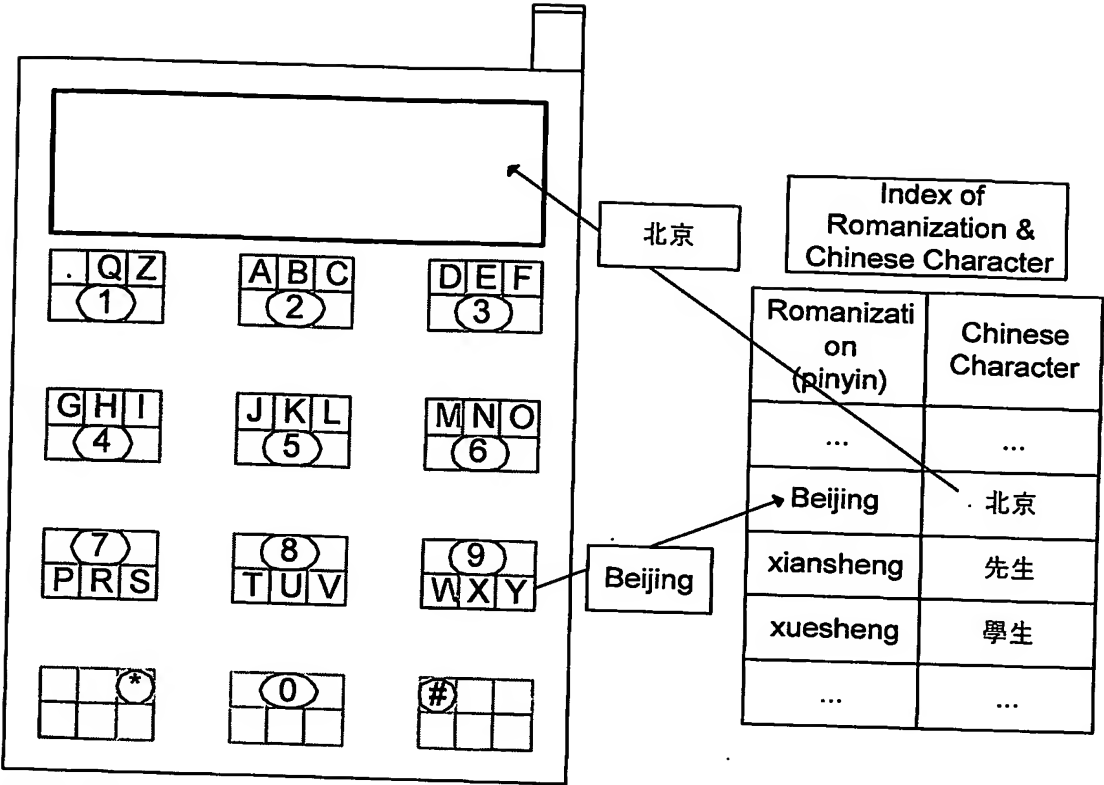 . Q Z
1
A B C
2
D E F
3
G H I
4
J K L
5
M N O
6
7
P R S
8
T U V
9
W X Y
*
0
#
北京
Beijing
Index of
Romanization &
Chinese Character
Romanizati
on
(pinyin)
Chinese
Character
...
...
Beijing
北京
xiansheng
先生
xuesheng
學生
...
...